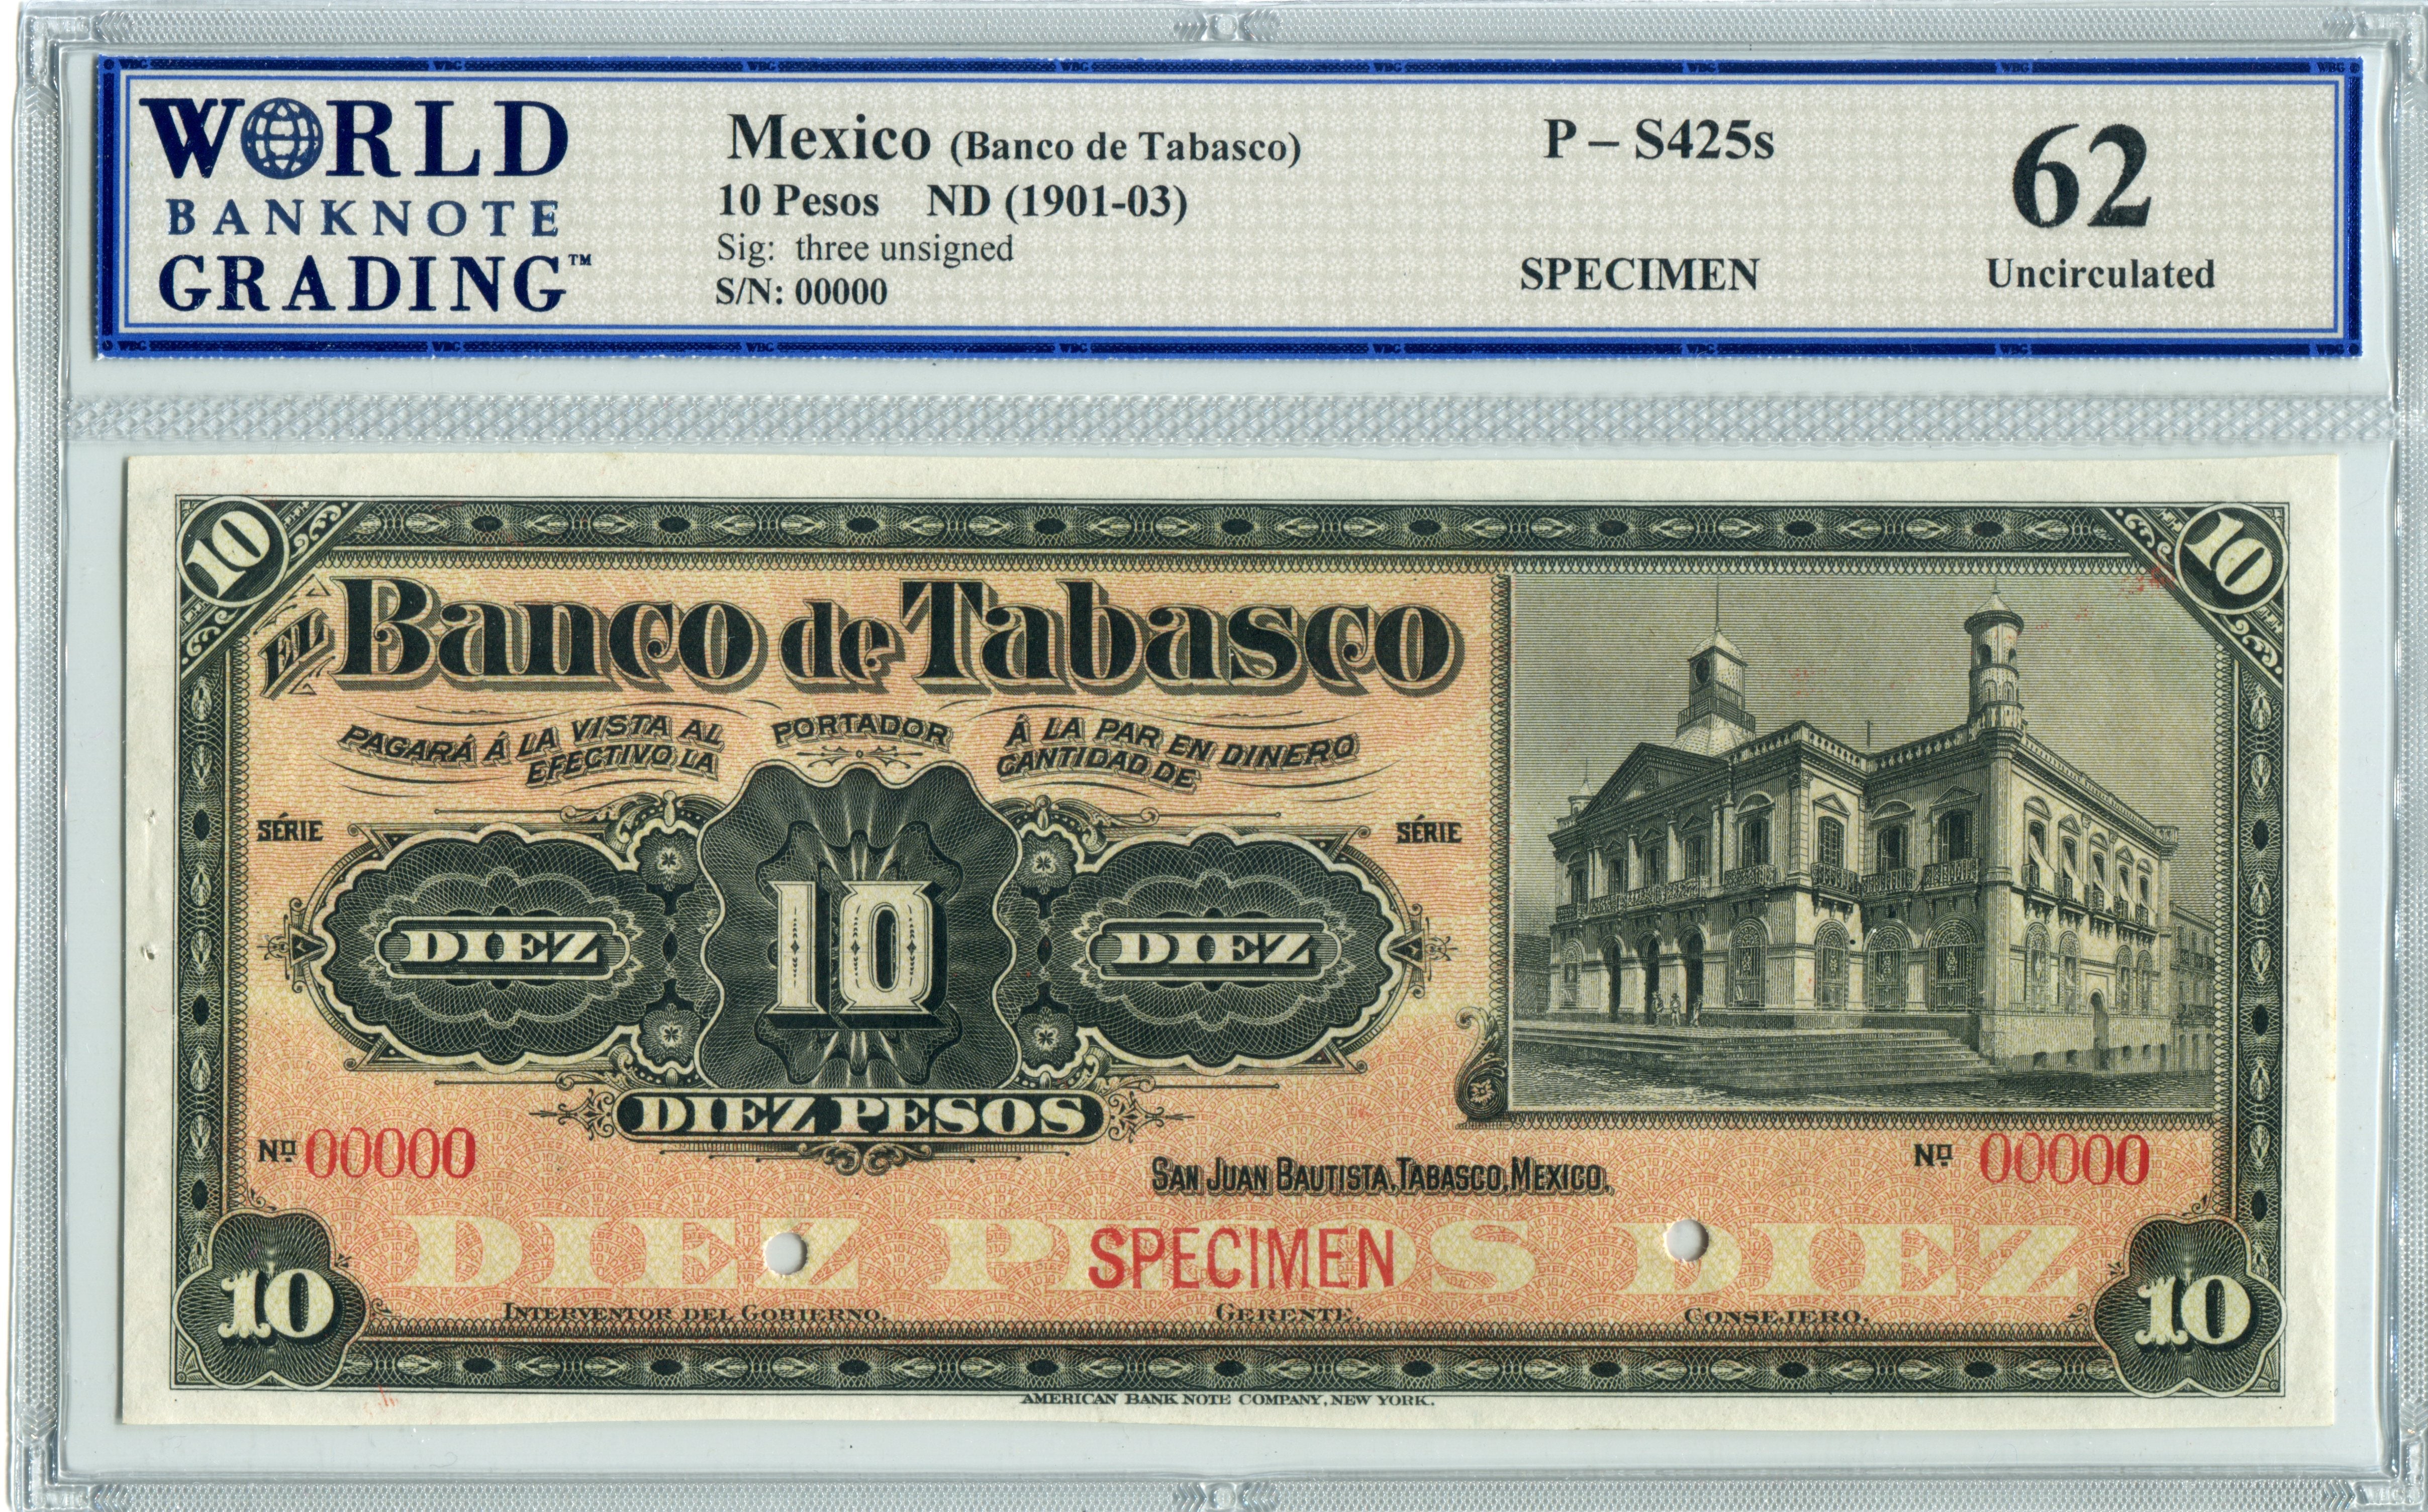 WORLD
BANKNOTE
GRADING™
Mexico (Banco de Tabasco)
10 Pesos ND (1901-03)
Sig: three unsigned
S/N: 00000
P – S425s
SPECIMEN
62
Uncirculated
10
10
EL Banco de Tabasco
PAGARÁ Á LA VISTA AL PORTADOR Á LA PAR EN DINERO
EFECTIVO LA CANTIDAD DE
SÉRIE
SÉRIE
DIEZ
10
DIEZ
DIEZ PESOS
Nº 00000
Nº 00000
SAN JUAN BAUTISTA, TABASCO, MEXICO,
DIEZ PESOS DIEZ
SPECIMEN
10
INTERVENTOR DEL GOBIERNO.
GERENTE.
CONSEJERO.
10
AMERICAN BANK NOTE COMPANY, NEW YORK.